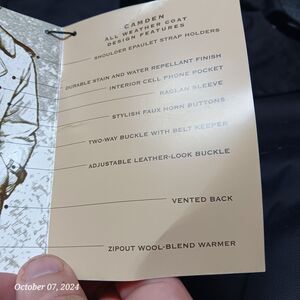 CAMDEN
ALL WEATHER COAT
DESIGN FEATURES
SHOULDER EPAULET STRAP HOLDERS
DURABLE STAIN AND WATER REPELLENT FINISH
INTERIOR CELL PHONE POCKET
RAGLAN SLEEVE
STYLISH FAUX HORN BUTTONS
TWO-WAY BUCKLE WITH BELT KEEPER
ADJUSTABLE LEATHER-LOOK BUCKLE
VENTED BACK
ZIPOUT WOOL-BLEND WARMER
October 07, 2024